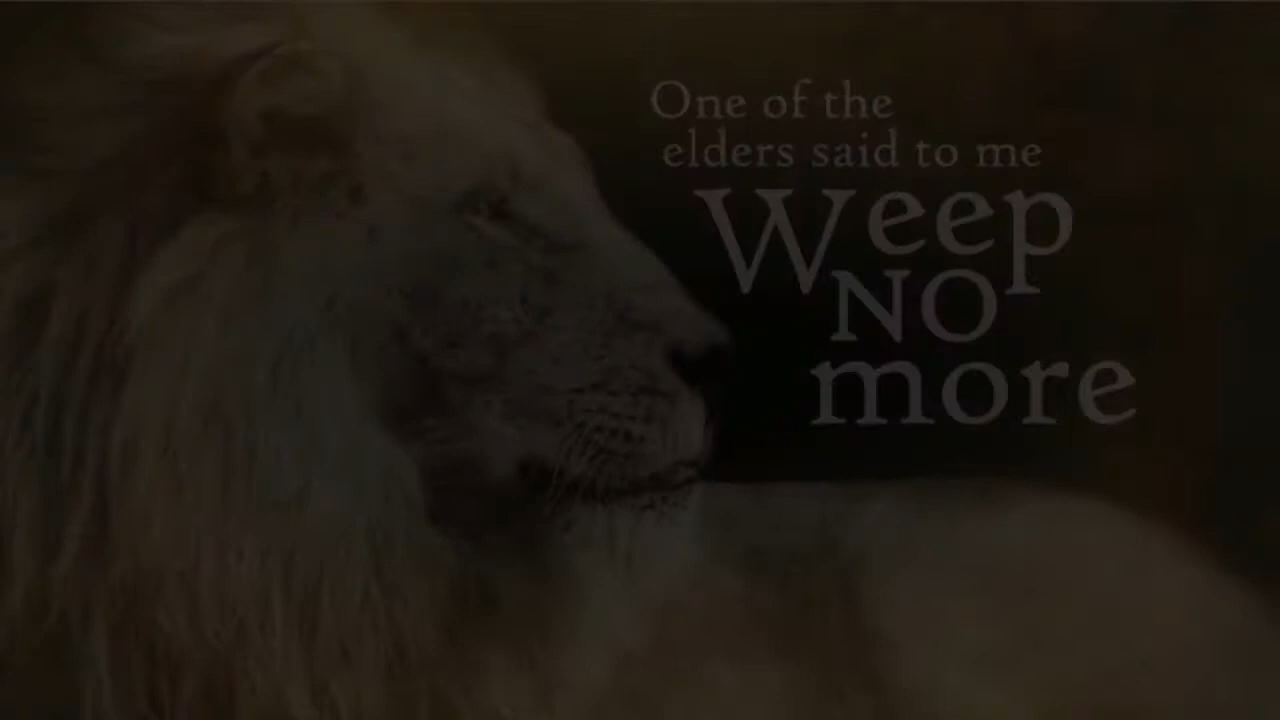 One of the
elders said to me
Weep
NO
more